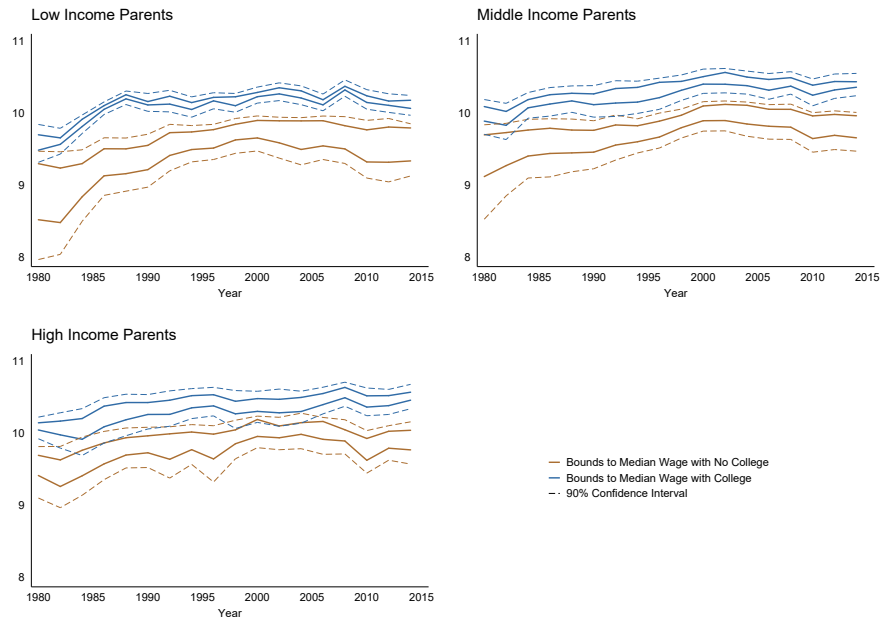 Low Income Parents
11
10
9
8
1980 1985 1990 1995 2000 2005 2010 2015
Year
Middle Income Parents
11
10
9
8
1980 1985 1990 1995 2000 2005 2010 2015
Year
High Income Parents
11
10
9
8
1980 1985 1990 1995 2000 2005 2010 2015
Year
Bounds to Median Wage with No College
Bounds to Median Wage with College
90% Confidence Interval